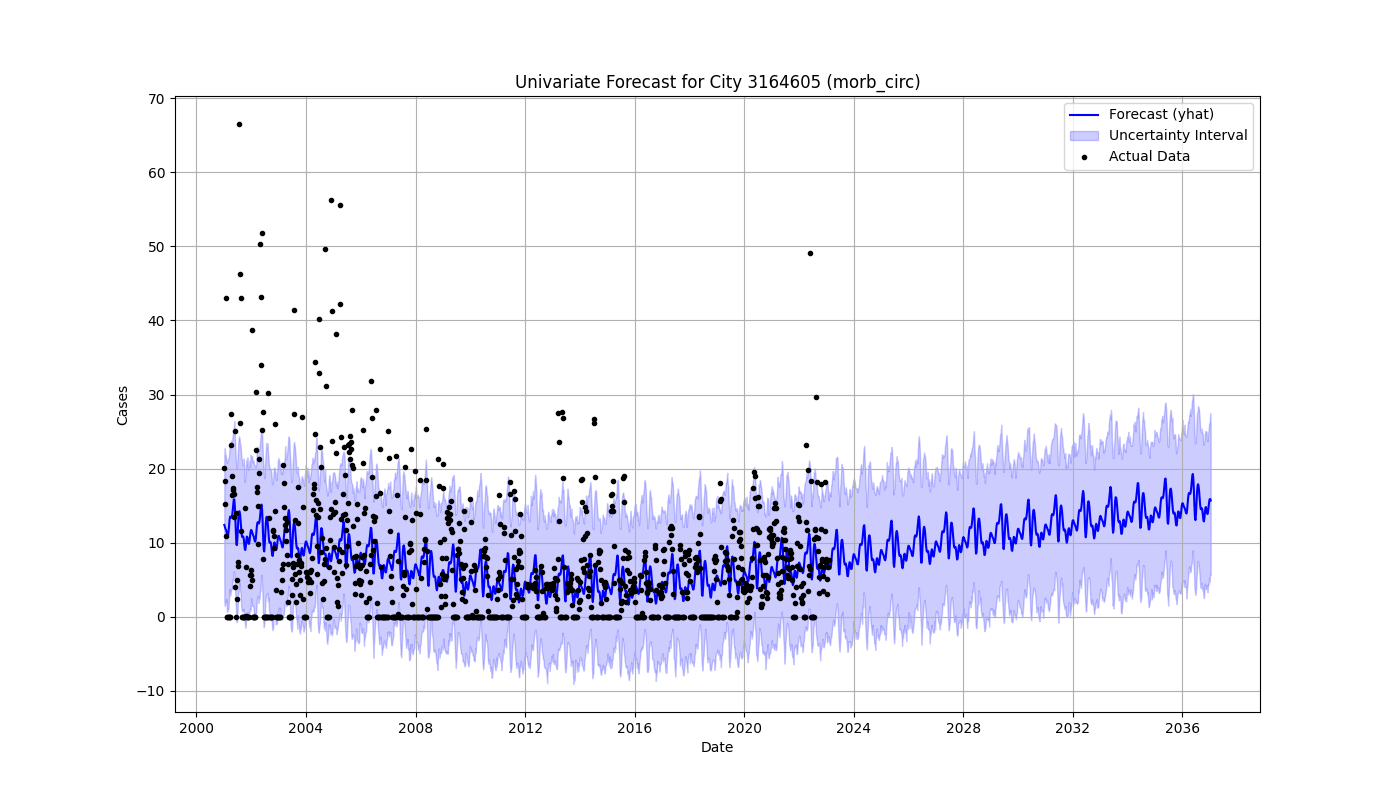 Univariate Forecast for City 3164605 (morb_circ)
70
60
50
40
30
20
10
0
−10
Cases
Forecast (yhat)
Uncertainty Interval
Actual Data
2000 2004 2008 2012 2016 2020 2024 2028 2032 2036
Date